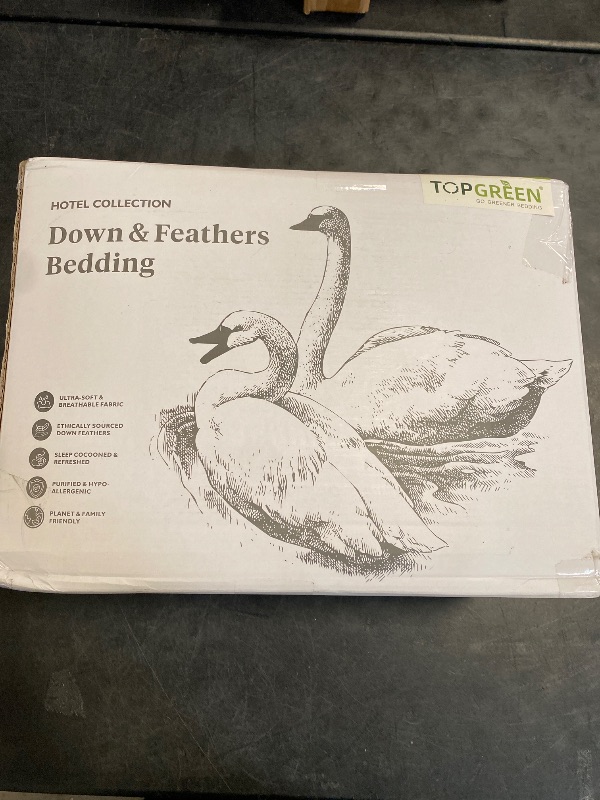 HOTEL COLLECTION
Down & Feathers
Bedding
TOPGREEN
GO GREENER BEDDING
ULTRA-SOFT &
BREATHABLE FABRIC
ETHICALLY SOURCED
DOWN FEATHERS
SLEEP COCOONED &
REFRESHED
PURIFIED & HYPO-
ALLERGENIC
PLANET & FAMILY
FRIENDLY